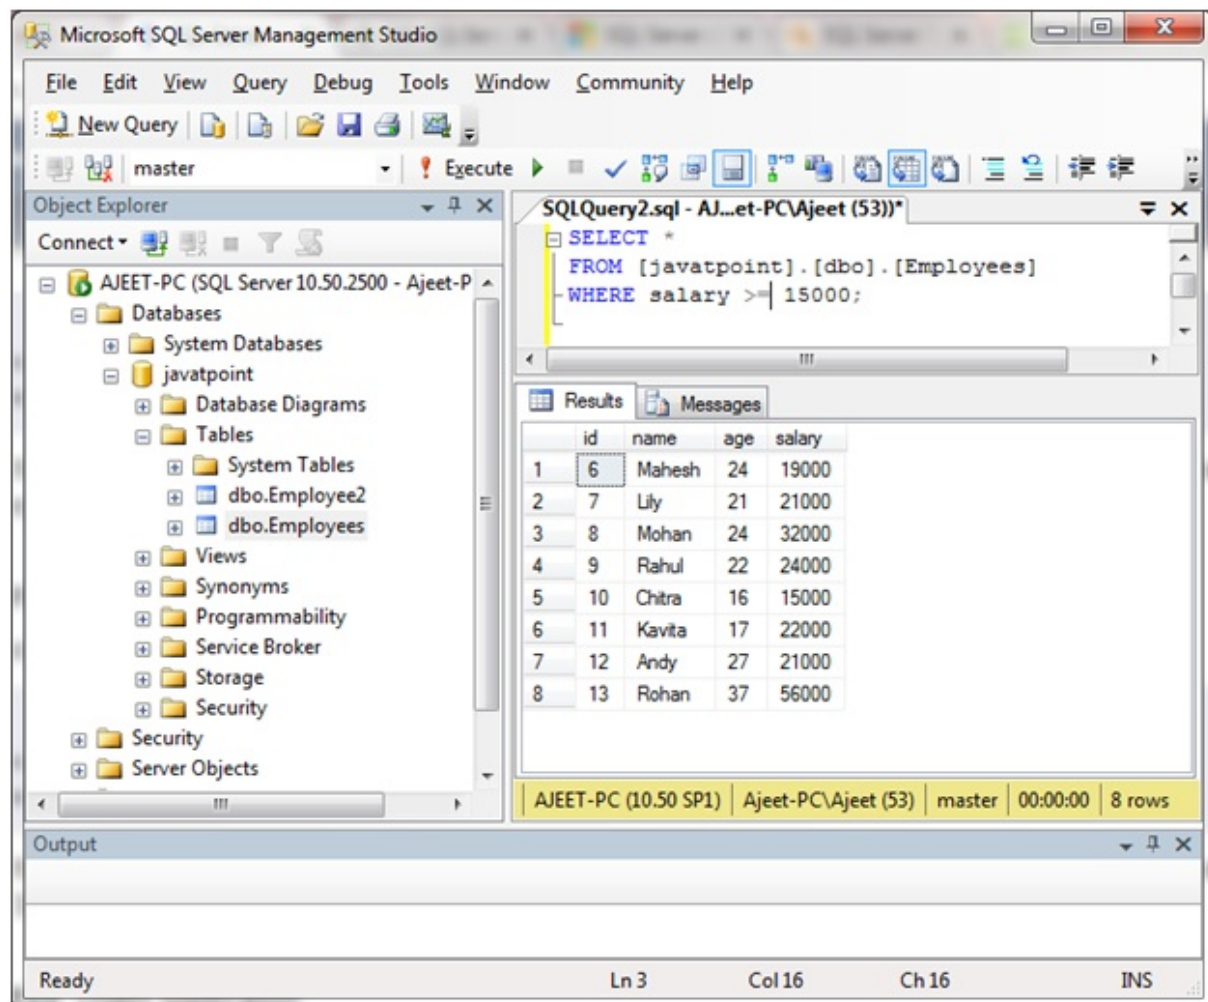 Microsoft SQL Server Management Studio
File Edit View Query Debug Tools Window Community Help
New Query
master Execute
Object Explorer
Connect
AJEET-PC (SQL Server 10.50.2500 - Ajeet-P
Databases
System Databases
javatpoint
Database Diagrams
Tables
System Tables
dbo.Employee2
dbo.Employees
Views
Synonyms
Programmability
Service Broker
Storage
Security
Security
Server Objects
SQLQuery2.sql - AJ...et-PC\Ajeet (53))*
SELECT *
FROM [javatpoint].[dbo].[Employees]
WHERE salary >= 15000;
Results Messages
id name age salary
1 6 Mahesh 24 19000
2 7 Lily 21 21000
3 8 Mohan 24 32000
4 9 Rahul 22 24000
5 10 Chitra 16 15000
6 11 Kavita 17 22000
7 12 Andy 27 21000
8 13 Rohan 37 56000
AJEET-PC (10.50 SP1) Ajeet-PC\Ajeet (53) master 00:00:00 8 rows
Output
Ready Ln 3 Col 16 Ch 16 INS